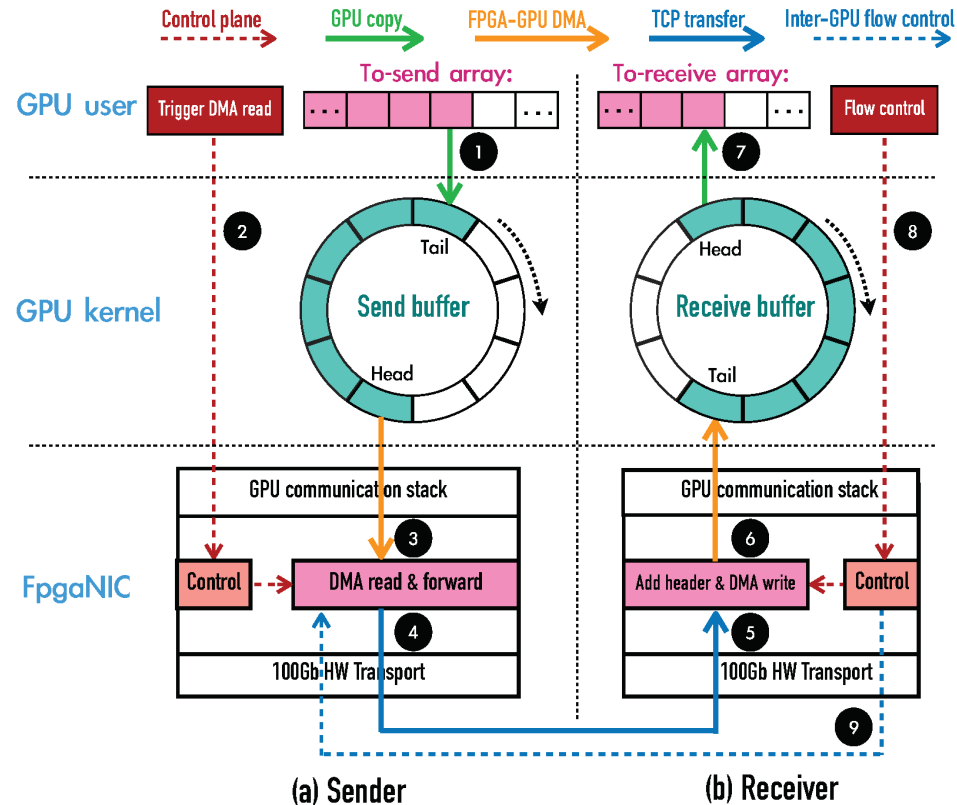 Control plane
GPU copy
FPGA-GPU DMA
TCP transfer
Inter-GPU flow control
To-send array:
To-receive array:
GPU user
Trigger DMA read
...
...
...
...
Flow control
1
7
2
8
Tail
Head
GPU kernel
Send buffer
Receive buffer
Head
Tail
GPU communication stack
GPU communication stack
3
6
FpgaNIC
Control
DMA read & forward
Add header & DMA write
Control
4
5
100Gb HW Transport
100Gb HW Transport
9
(a) Sender
(b) Receiver